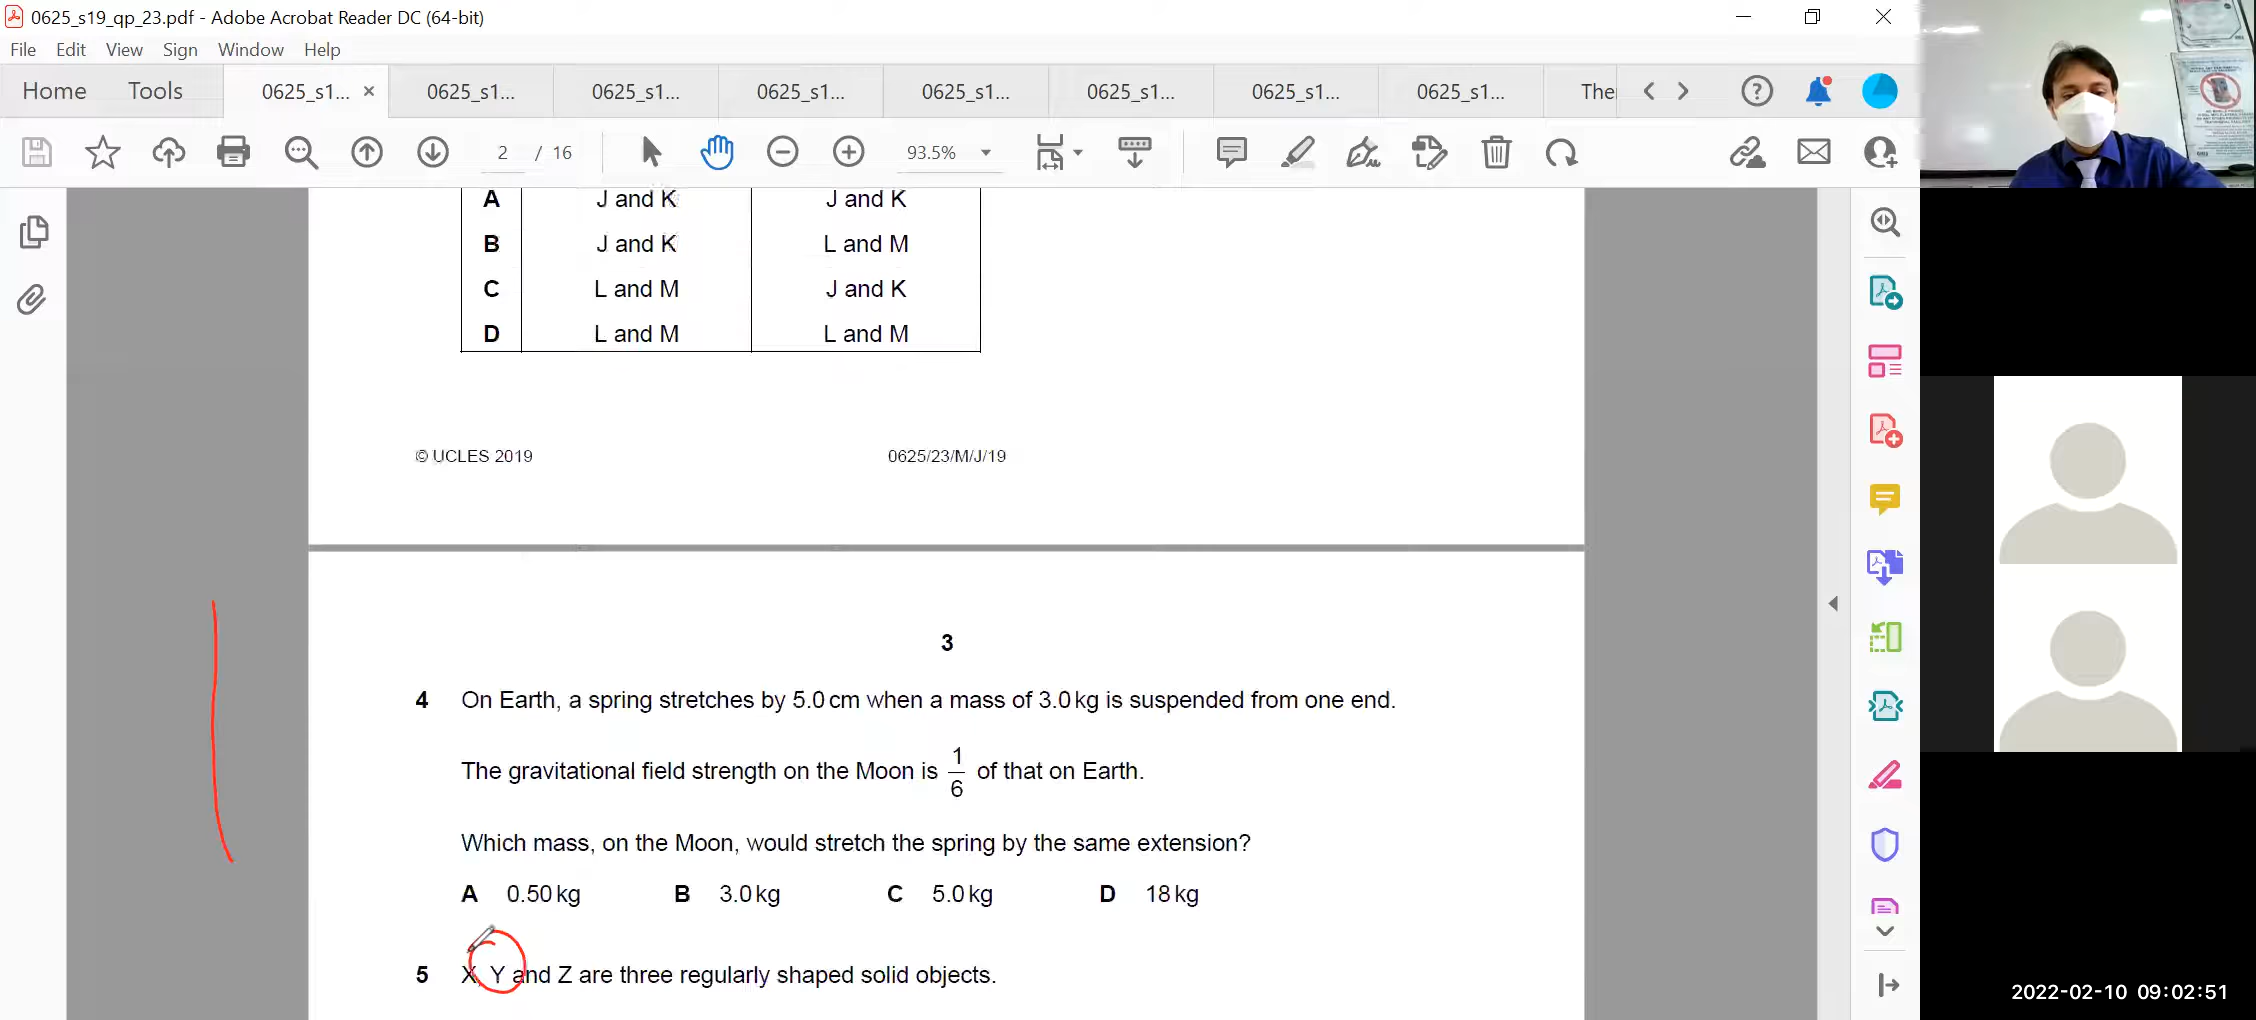 0625_s19_qp_23.pdf - Adobe Acrobat Reader DC (64-bit)
File Edit View Sign Window Help
Home Tools 0625_s1... × 0625_s1... 0625_s1... 0625_s1... 0625_s1... 0625_s1... 0625_s1... 0625_s1... The
2 / 16 93.5%
A J and K J and K
B J and K L and M
C L and M J and K
D L and M L and M
© UCLES 2019 0625/23/M/J/19
3
4 On Earth, a spring stretches by 5.0 cm when a mass of 3.0 kg is suspended from one end.
The gravitational field strength on the Moon is 1/6 of that on Earth.
Which mass, on the Moon, would stretch the spring by the same extension?
A 0.50 kg B 3.0 kg C 5.0 kg D 18 kg
5 X, Y and Z are three regularly shaped solid objects.
2022-02-10 09:02:51